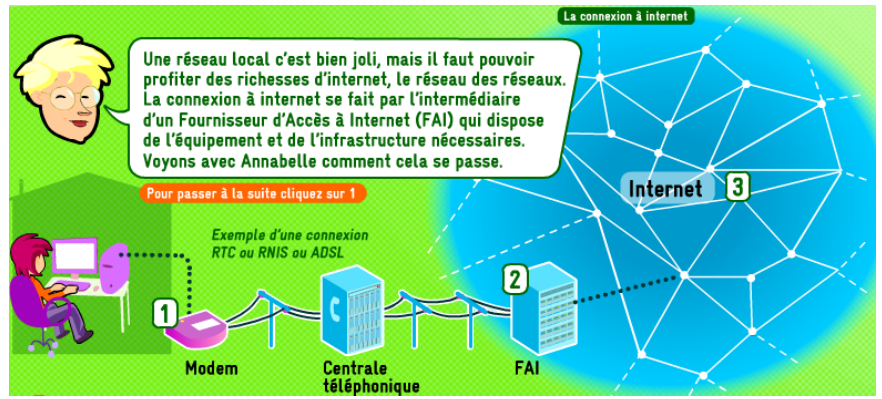 La connexion à internet
Une réseau local c'est bien joli, mais il faut pouvoir
profiter des richesses d'internet, le réseau des réseaux.
La connexion à internet se fait par l'intermédiaire
d'un Fournisseur d'Accès à Internet (FAI) qui dispose
de l'équipement et de l'infrastructure nécessaires.
Voyons avec Annabelle comment cela se passe.
Pour passer à la suite cliquez sur 1
Internet 3
Exemple d'une connexion
RTC ou RNIS ou ADSL
2
1
Modem
Centrale
téléphonique
FAI